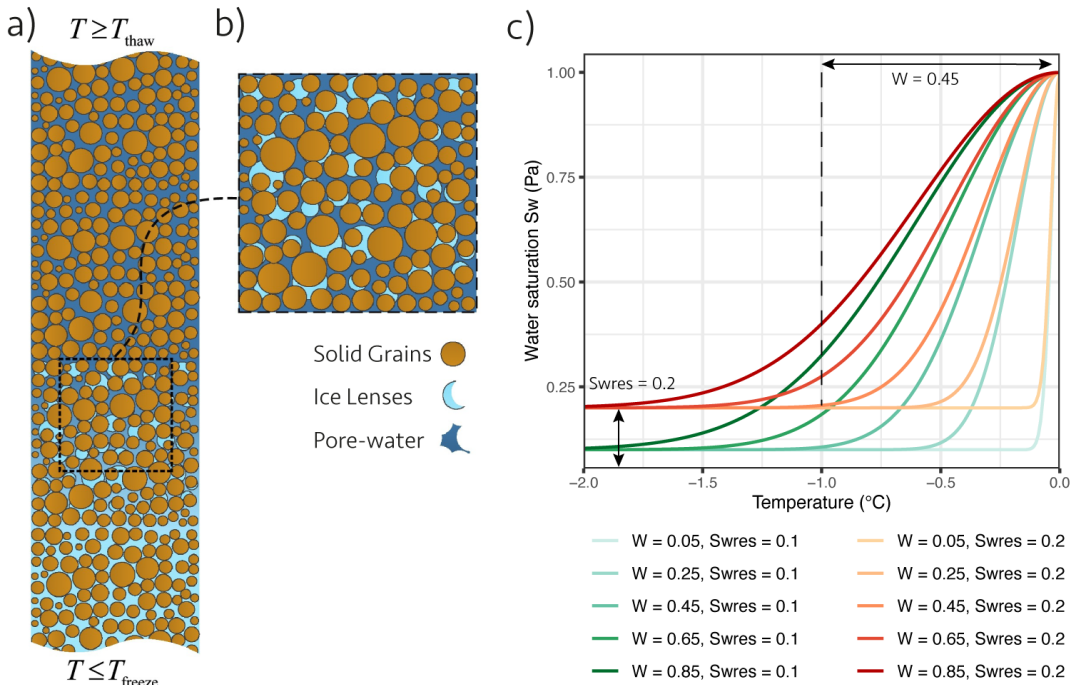 a)
T ≥ T_thaw
b)
c)
Solid Grains
Ice Lenses
Pore-water
T ≤ T_freeze
Water saturation Sw (Pa)
1.00
0.75
0.50
0.25
W = 0.45
Swres = 0.2
−2.0 −1.5 −1.0 −0.5 0.0
Temperature (°C)
W = 0.05, Swres = 0.1
W = 0.25, Swres = 0.1
W = 0.45, Swres = 0.1
W = 0.65, Swres = 0.1
W = 0.85, Swres = 0.1
W = 0.05, Swres = 0.2
W = 0.25, Swres = 0.2
W = 0.45, Swres = 0.2
W = 0.65, Swres = 0.2
W = 0.85, Swres = 0.2